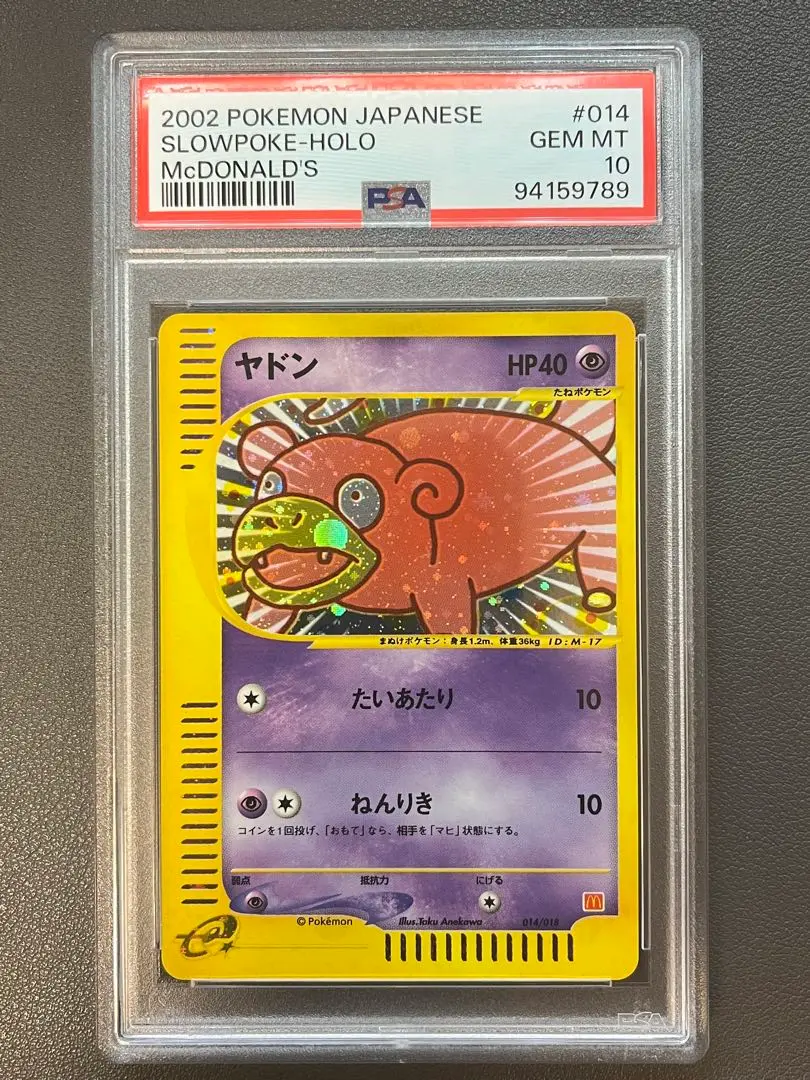 2002 POKEMON JAPANESE #014
SLOWPOKE-HOLO GEM MT
McDONALD'S 10
PSA 94159789
ヤドン HP40
たねポケモン
まぬけポケモン：身長1.2m、体重36kg ID:M-17
たいあたり 10
ねんりき 10
コインを1回投げ、「おもて」なら、相手を「マヒ」状態にする。
弱点 抵抗力 にげる
©Pokémon Illus.Taku Anekawa 014/018
e
PSA